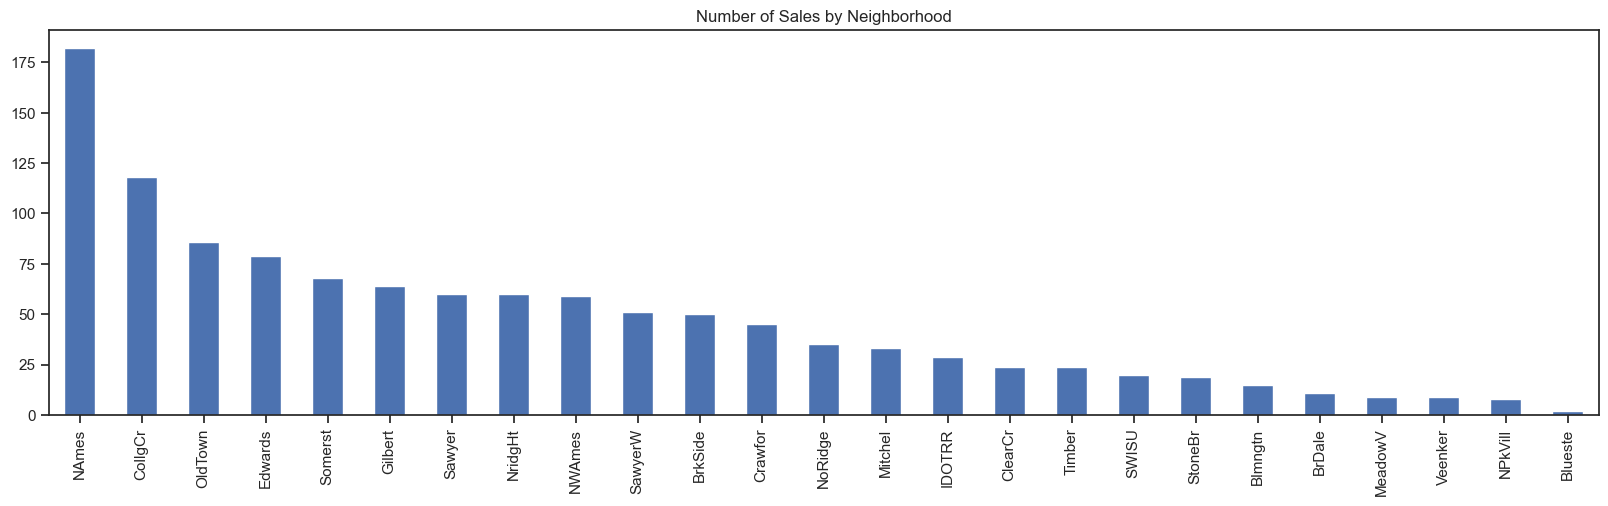 Number of Sales by Neighborhood
175
150
125
100
75
50
25
0
NAmes
CollgCr
OldTown
Edwards
Somerst
Gilbert
Sawyer
NridgHt
NWAmes
SawyerW
BrkSide
Crawfor
NoRidge
Mitchel
IDOTRR
ClearCr
Timber
SWISU
StoneBr
Blmngtn
BrDale
MeadowV
Veenker
NPkVill
Blueste